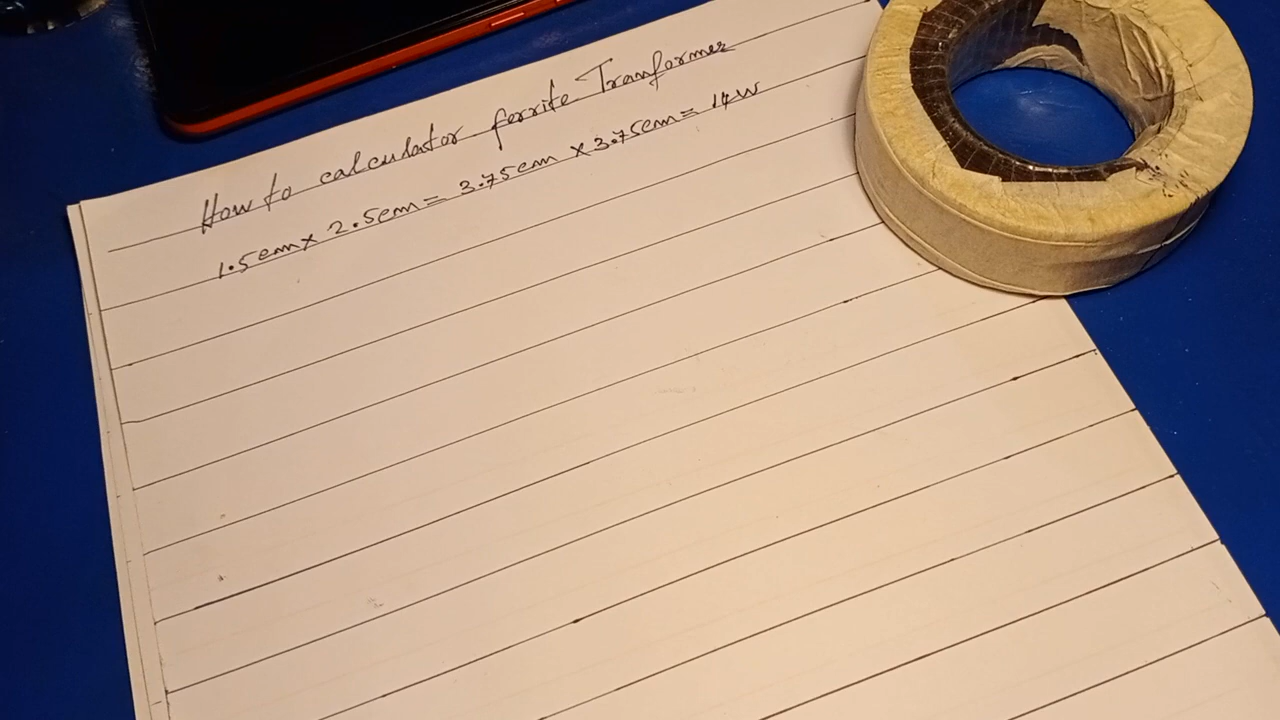 How to calculator ferrite Tranformer
1.5cm x 2.5cm = 3.75cm x 3.75cm = 14W